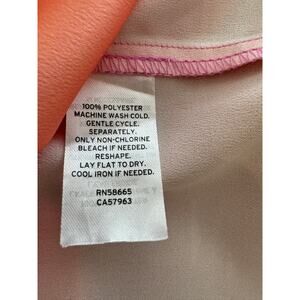 100% POLYESTER
MACHINE WASH COLD.
GENTLE CYCLE.
SEPARATELY.
ONLY NON-CHLORINE
BLEACH IF NEEDED.
RESHAPE.
LAY FLAT TO DRY.
COOL IRON IF NEEDED.
RN58665
CA57963